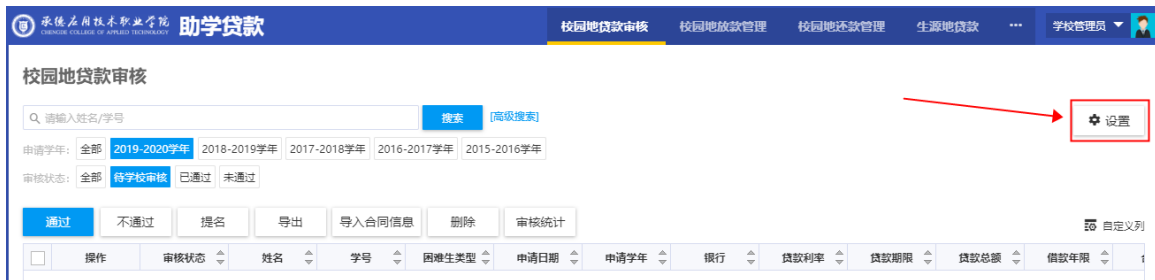 承德应用技术职业学院 助学贷款 校园地贷款审核 校园地放款管理 校园地还款管理 生源地贷款 ··· 学校管理员
CHENGDE COLLEGE OF APPLIED TECHNOLOGY
校园地贷款审核
请输入姓名/学号 搜索 [高级搜索] 设置
申请学年: 全部 2019-2020学年 2018-2019学年 2017-2018学年 2016-2017学年 2015-2016学年
审核状态: 全部 待学校审核 已通过 未通过
通过 不通过 提名 导出 导入合同信息 删除 审核统计 自定义列
操作 审核状态 姓名 学号 困难生类型 申请日期 申请学年 银行 贷款利率 贷款期限 贷款总额 借款年限